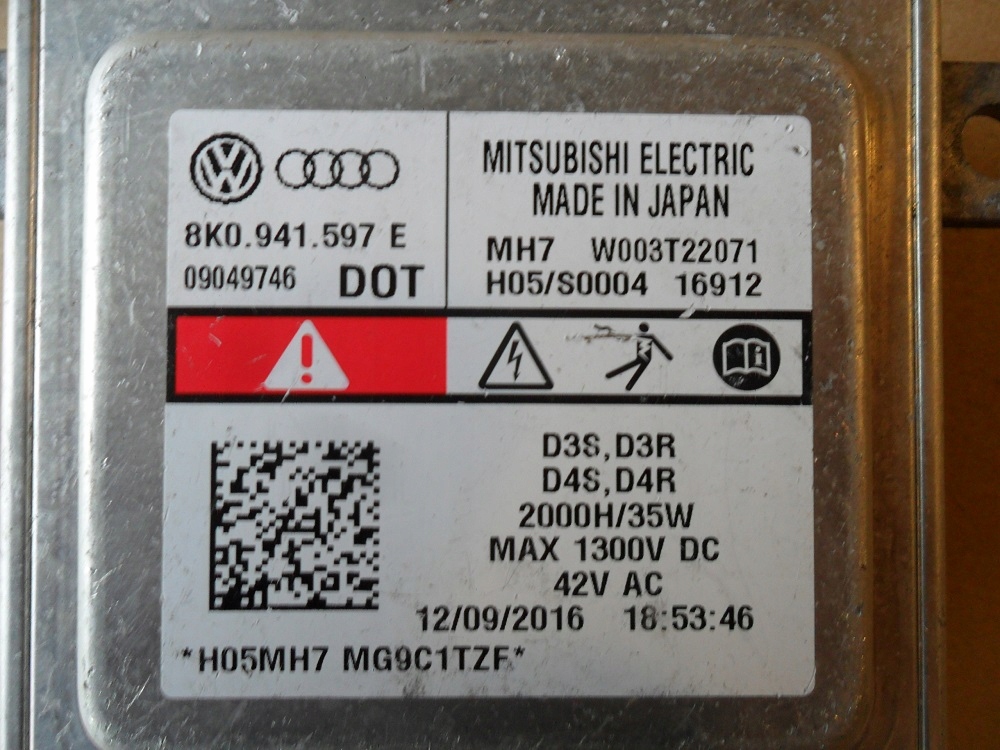 8K0.941.597 E
09049746 DOT
MITSUBISHI ELECTRIC
MADE IN JAPAN
MH7 W003T22071
H05/S0004 16912
D3S,D3R
D4S,D4R
2000H/35W
MAX 1300V DC
42V AC
12/09/2016 18:53:46
*H05MH7 MG9C1TZF*